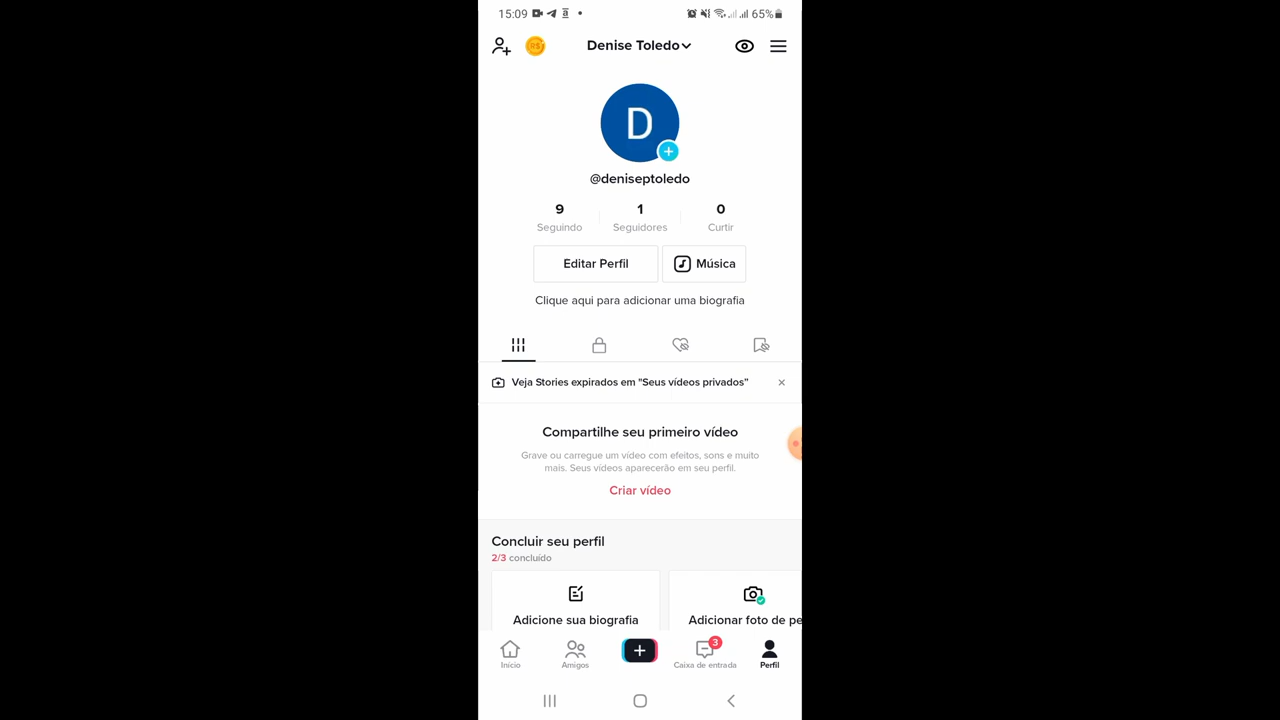 15:09 65%
R$ Denise Toledo
D
@deniseptoledo
9 1 0
Seguindo Seguidores Curtir
Editar Perfil Música
Clique aqui para adicionar uma biografia
Veja Stories expirados em "Seus vídeos privados"
Compartilhe seu primeiro vídeo
Grave ou carregue um vídeo com efeitos, sons e muito
mais. Seus vídeos aparecerão em seu perfil.
Criar vídeo
Concluir seu perfil
2/3 concluído
Adicione sua biografia Adicionar foto de pe
3
Início Amigos Caixa de entrada Perfil